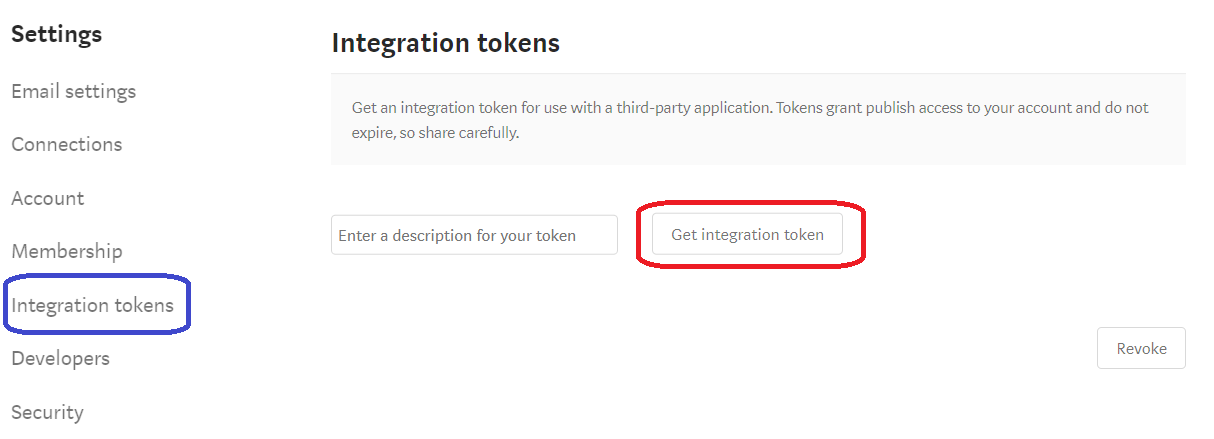 Settings
Email settings
Connections
Account
Membership
Integration tokens
Developers
Security
Integration tokens
Get an integration token for use with a third-party application. Tokens grant publish access to your account and do not
expire, so share carefully.
Enter a description for your token
Get integration token
Revoke